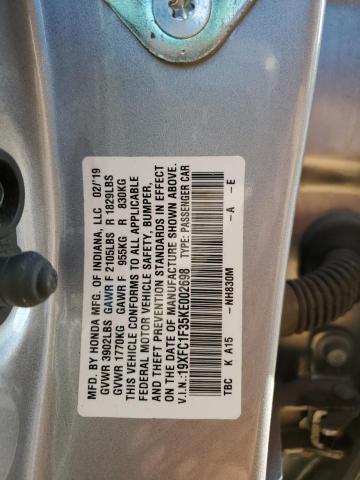 MFD. BY HONDA MFG. OF INDIANA, LLC 02/'19
GVWR 3902LBS GAWR F 2105LBS R 1829LBS
GVWR 1770KG GAWR F 955KG R 830KG
THIS VEHICLE CONFORMS TO ALL APPLICABLE
FEDERAL MOTOR VEHICLE SAFETY, BUMPER,
AND THEFT PREVENTION STANDARDS IN EFFECT
ON THE DATE OF MANUFACTURE SHOWN ABOVE.
V.I.N.:19XFC1F35KE002698 TYPE: PASSENGER CAR
-NH830M -A -E
TBC K A15